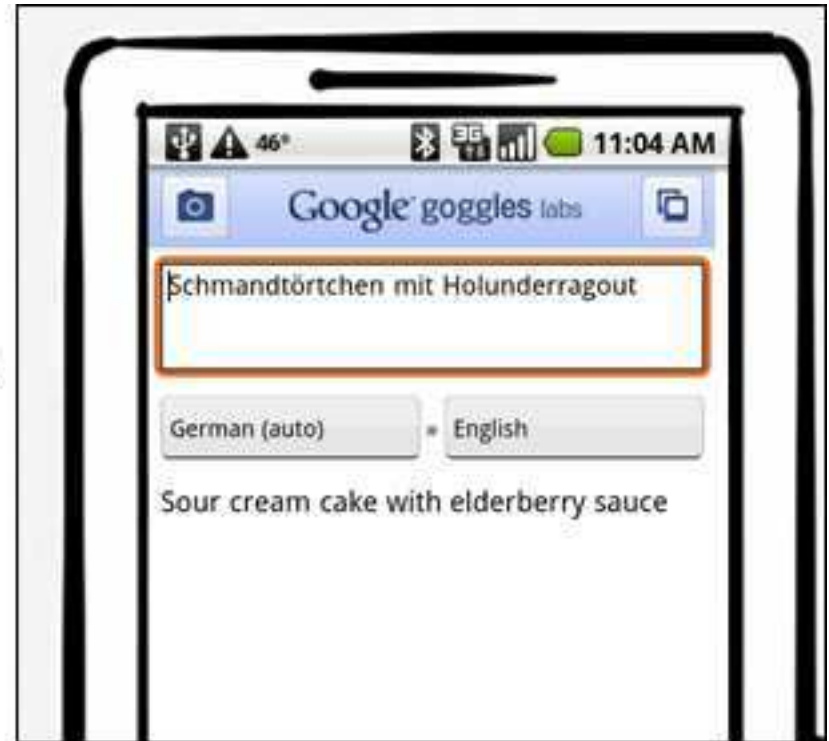 46° 3G 11:04 AM
Google goggles labs
Schmandtörtchen mit Holunderragout
German (auto) English
Sour cream cake with elderberry sauce